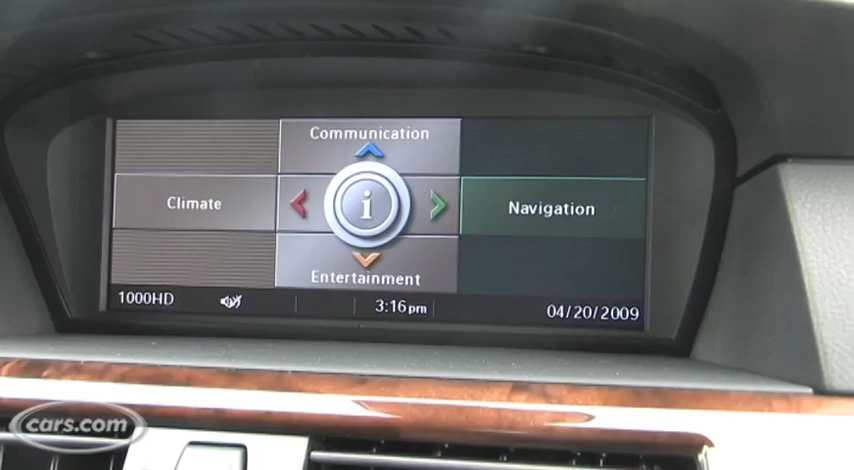 Communication
Climate
i
Navigation
Entertainment
1000HD
3:16pm
04/20/2009
cars.com